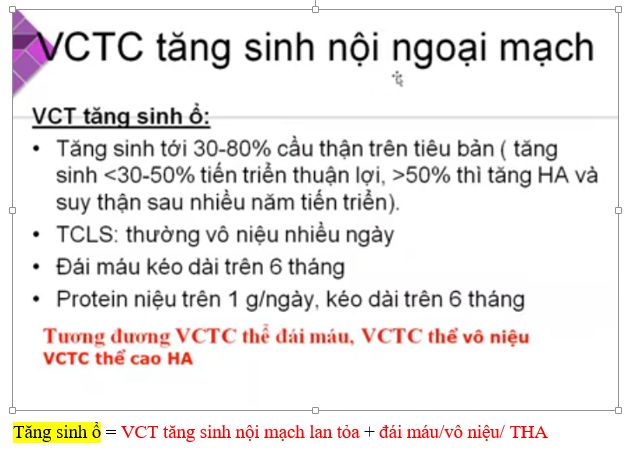 VCTC tăng sinh nội ngoại mạch
VCT tăng sinh ổ:
• Tăng sinh tới 30-80% cầu thận trên tiêu bản ( tăng
sinh <30-50% tiến triển thuận lợi, >50% thì tăng HA và
suy thận sau nhiều năm tiến triển).
• TCLS: thường vô niệu nhiều ngày
• Đái máu kéo dài trên 6 tháng
• Protein niệu trên 1 g/ngày, kéo dài trên 6 tháng
Tương đương VCTC thể đái máu, VCTC thể vô niệu
VCTC thể cao HA
Tăng sinh ổ = VCT tăng sinh nội mạch lan tỏa + đái máu/vô niệu/ THA